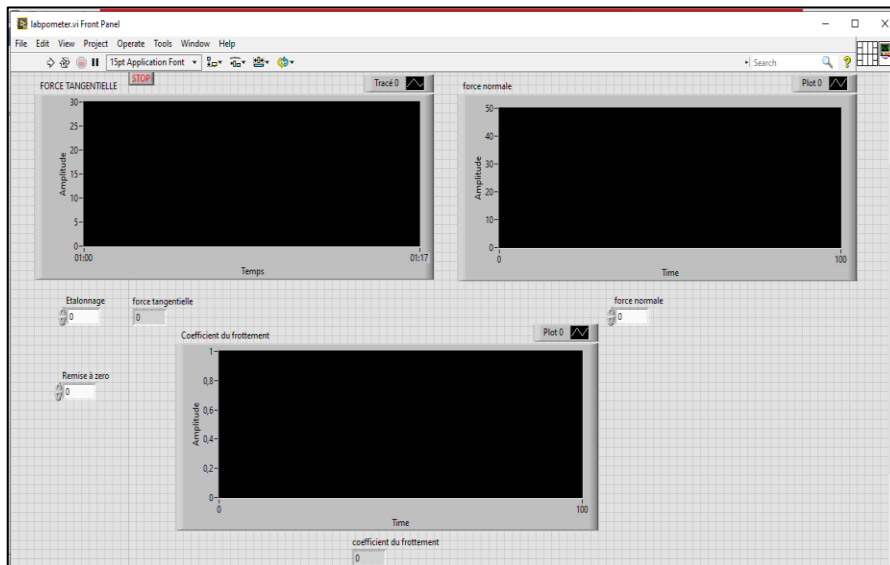 labpometer.vi Front Panel
File Edit View Project Operate Tools Window Help
15pt Application Font
Search
STOP
FORCE TANGENTIELLE
Tracé 0
30
25
20
15
10
5
0
Amplitude
01:00
01:17
Temps
force normale
Plot 0
50
40
30
20
10
0
Amplitude
0
100
Time
Etalonnage
0
force tangentielle
0
force normale
0
Remise à zero
0
Coefficient du frottement
Plot 0
1
0,8
0,6
0,4
0,2
0
Amplitude
0
100
Time
coefficient du frottement
0